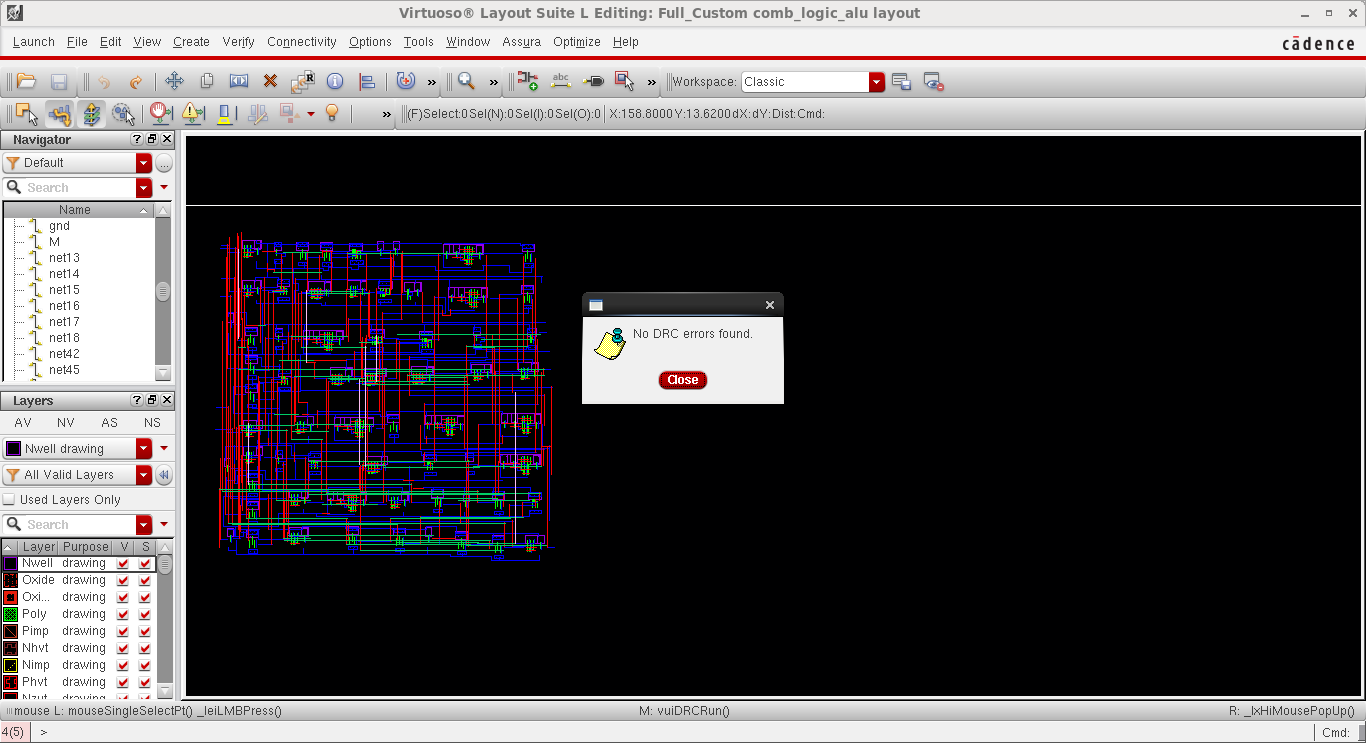 Virtuoso® Layout Suite L Editing: Full_Custom comb_logic_alu layout
Launch File Edit View Create Verify Connectivity Options Tools Window Assura Optimize Help
cādence
R
»
»
abc
»
Workspace: Classic
»
(F)Select:0 Sel(N):0 Sel(I):0 Sel(O):0 X:158.8000 Y:13.6200 dX: dY: Dist: Cmd:
Navigator
Default
...
Search
Name
gnd
M
net13
net14
net15
net16
net17
net18
net42
net45
No DRC errors found.
Close
Layers
AV NV AS NS
Nwell drawing
All Valid Layers
Used Layers Only
Search
Layer Purpose V S
Nwell drawing
Oxide drawing
Oxi... drawing
Poly drawing
Pimp drawing
Nhvt drawing
Nimp drawing
Phvt drawing
Nzvt drawing
mouse L: mouseSingleSelectPt() _leiLMBPress() M: vuiDRCRun() R: _lxHiMousePopUp()
4(5) > Cmd: